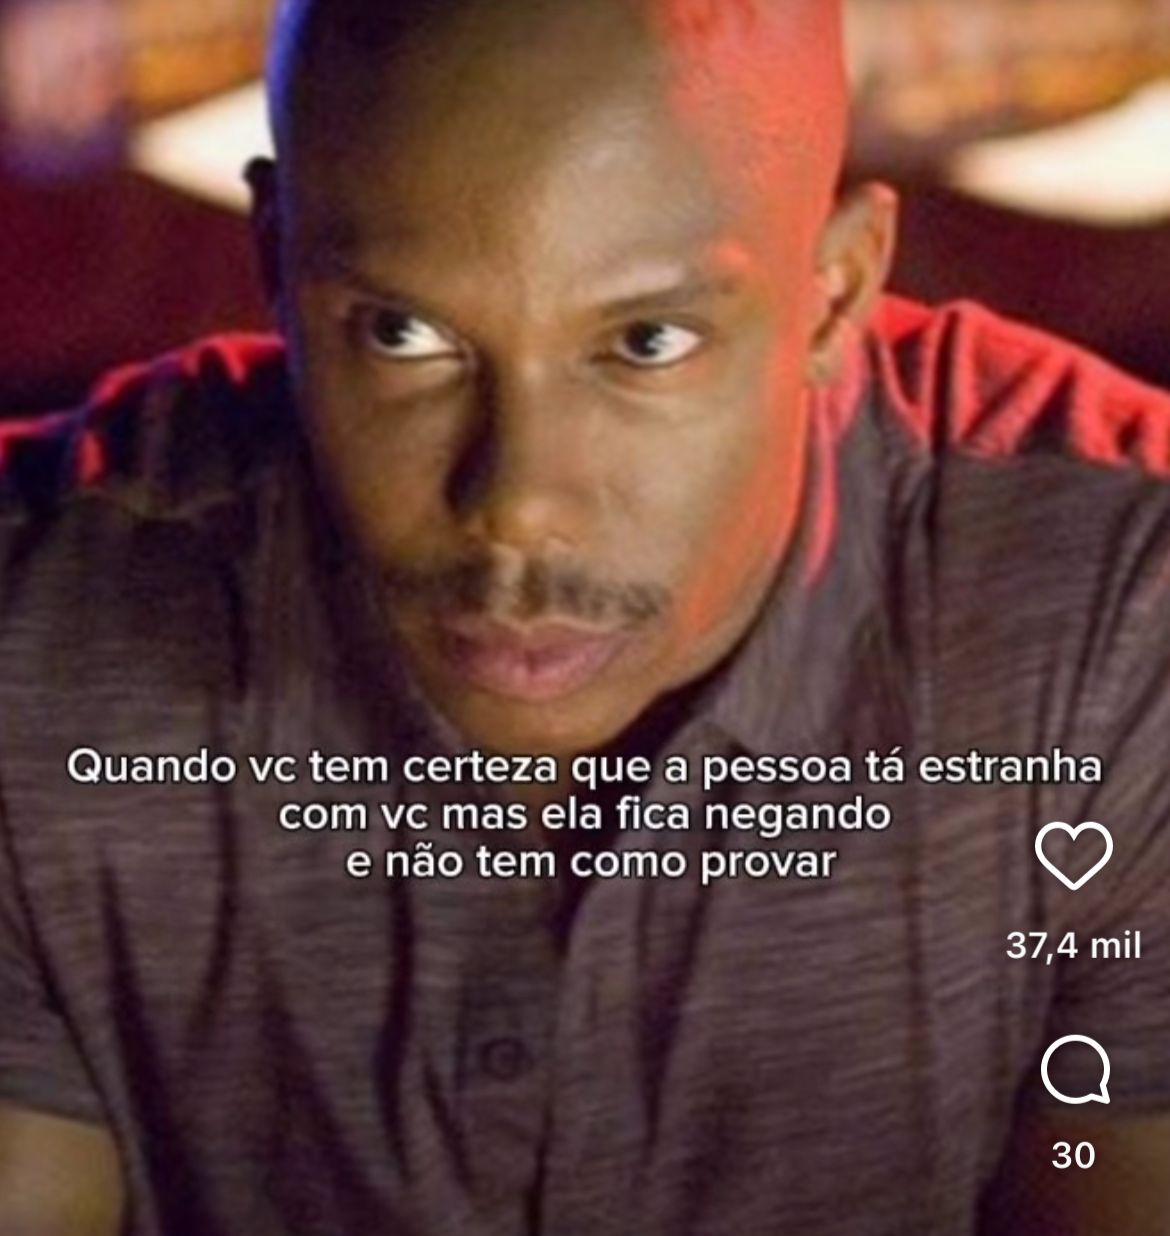 Quando vc tem certeza que a pessoa tá estranha
com vc mas ela fica negando
e não tem como provar
37,4 mil
30